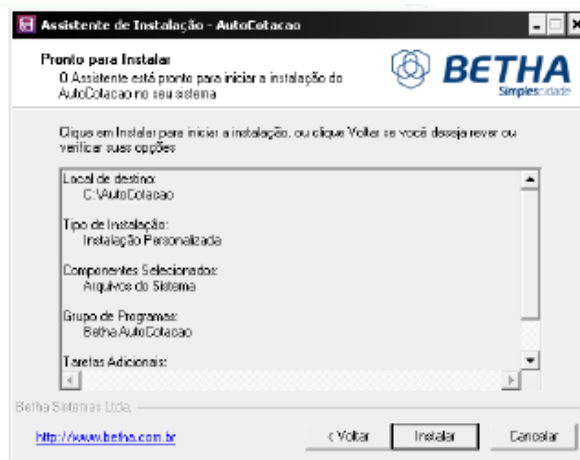 Assistente de Instalação - AutoCotacao
Pronto para Instalar
O Assistente está pronto para iniciar a instalação do
AutoCotacao no seu sistema
BETHA
Simplescidade
Clique em Instalar para iniciar a instalação, ou clique Voltar se você deseja rever ou
verificar suas opções
Local de destino:
C:\AutoCotacao
Tipo de Instalação:
Instalação Personalizada
Componentes Selecionados:
Arquivos do Sistema
Grupo de Programas:
Betha AutoCotacao
Tarefas Adicionais:
Betha Sistemas Ltda.
http://www.betha.com.br
< Voltar
Instalar
Cancelar